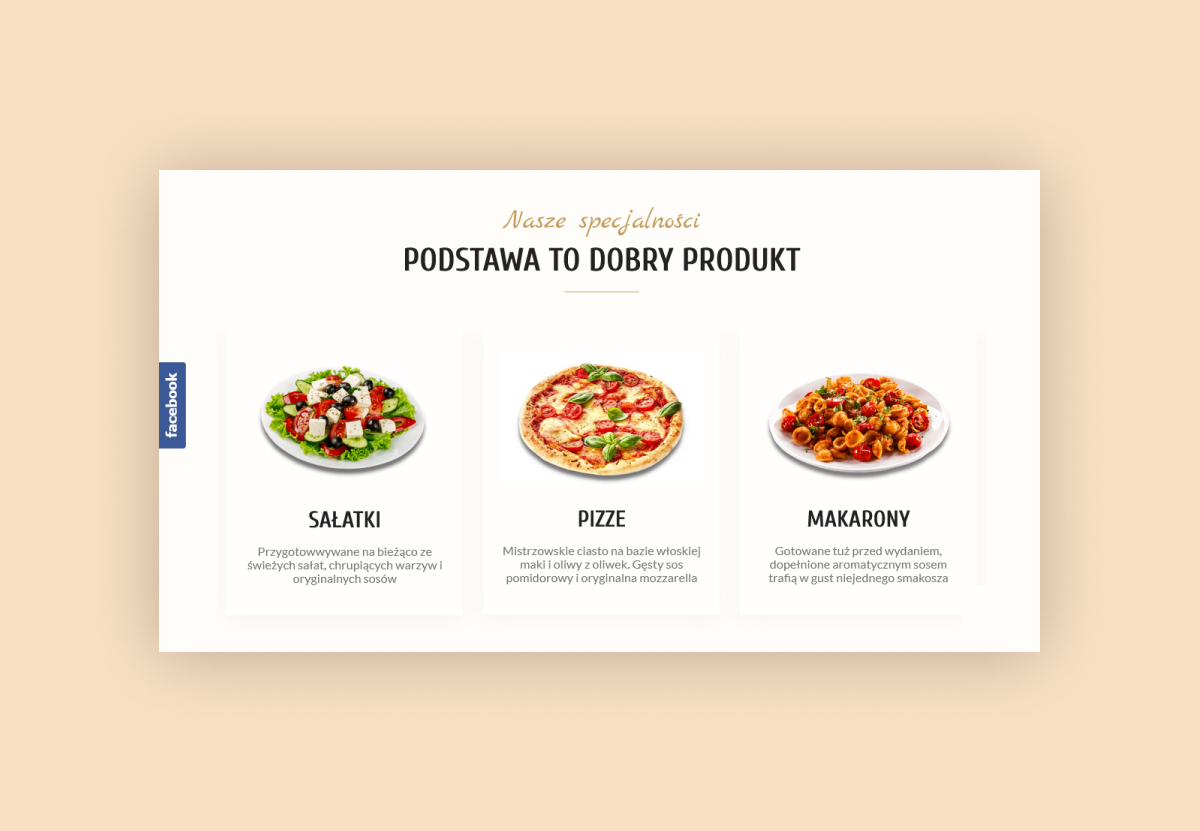 Nasze specjalności
PODSTAWA TO DOBRY PRODUKT
facebook
SAŁATKI
Przygotowwywane na bieżąco ze
świeżych sałat, chrupiących warzyw i
oryginalnych sosów
PIZZE
Mistrzowskie ciasto na bazie włoskiej
maki i oliwy z oliwek. Gęsty sos
pomidorowy i oryginalna mozzarella
MAKARONY
Gotowane tuż przed wydaniem,
dopełnione aromatycznym sosem
trafią w gust niejednego smakosza